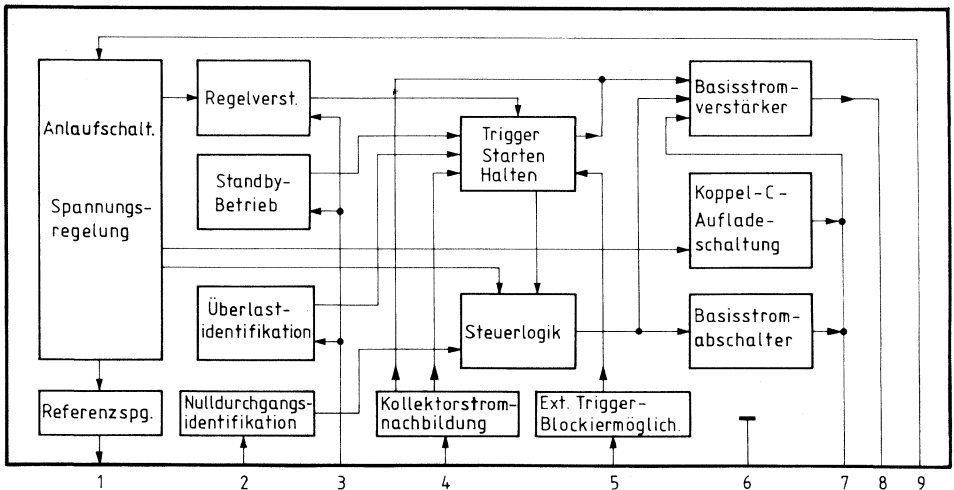 Anlaufschalt.
Spannungs-
regelung
Regelverst.
Standby-
Betrieb
Überlast-
identifikation
Referenzspg.
Nulldurchgangs-
identifikation
Trigger
Starten
Halten
Steuerlogik
Kollektorstrom-
nachbildung
Ext. Trigger-
Blockiermöglich.
Basisstrom-
verstärker
Koppel-C-
Auflade-
schaltung
Basisstrom-
abschalter
1 2 3 4 5 6 7 8 9